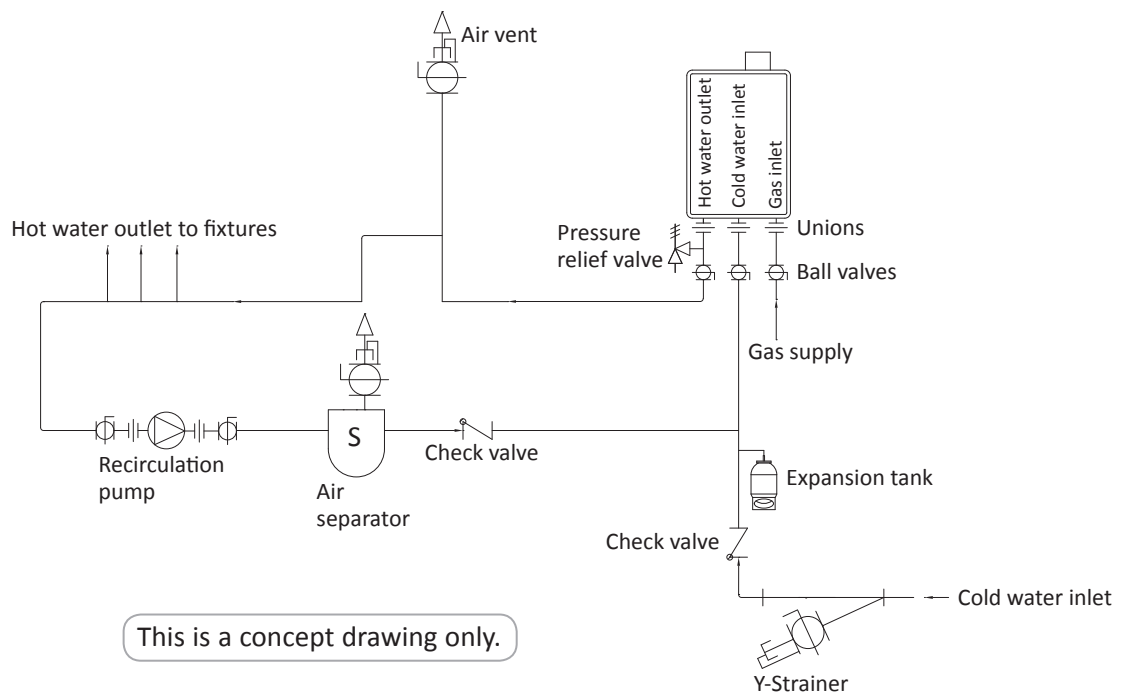 Air vent
Hot water outlet
Cold water inlet
Gas inlet
Hot water outlet to fixtures
Pressure
relief valve
Unions
Ball valves
Gas supply
S
Recirculation
pump
Air
separator
Check valve
Expansion tank
Check valve
Cold water inlet
This is a concept drawing only.
Y-Strainer